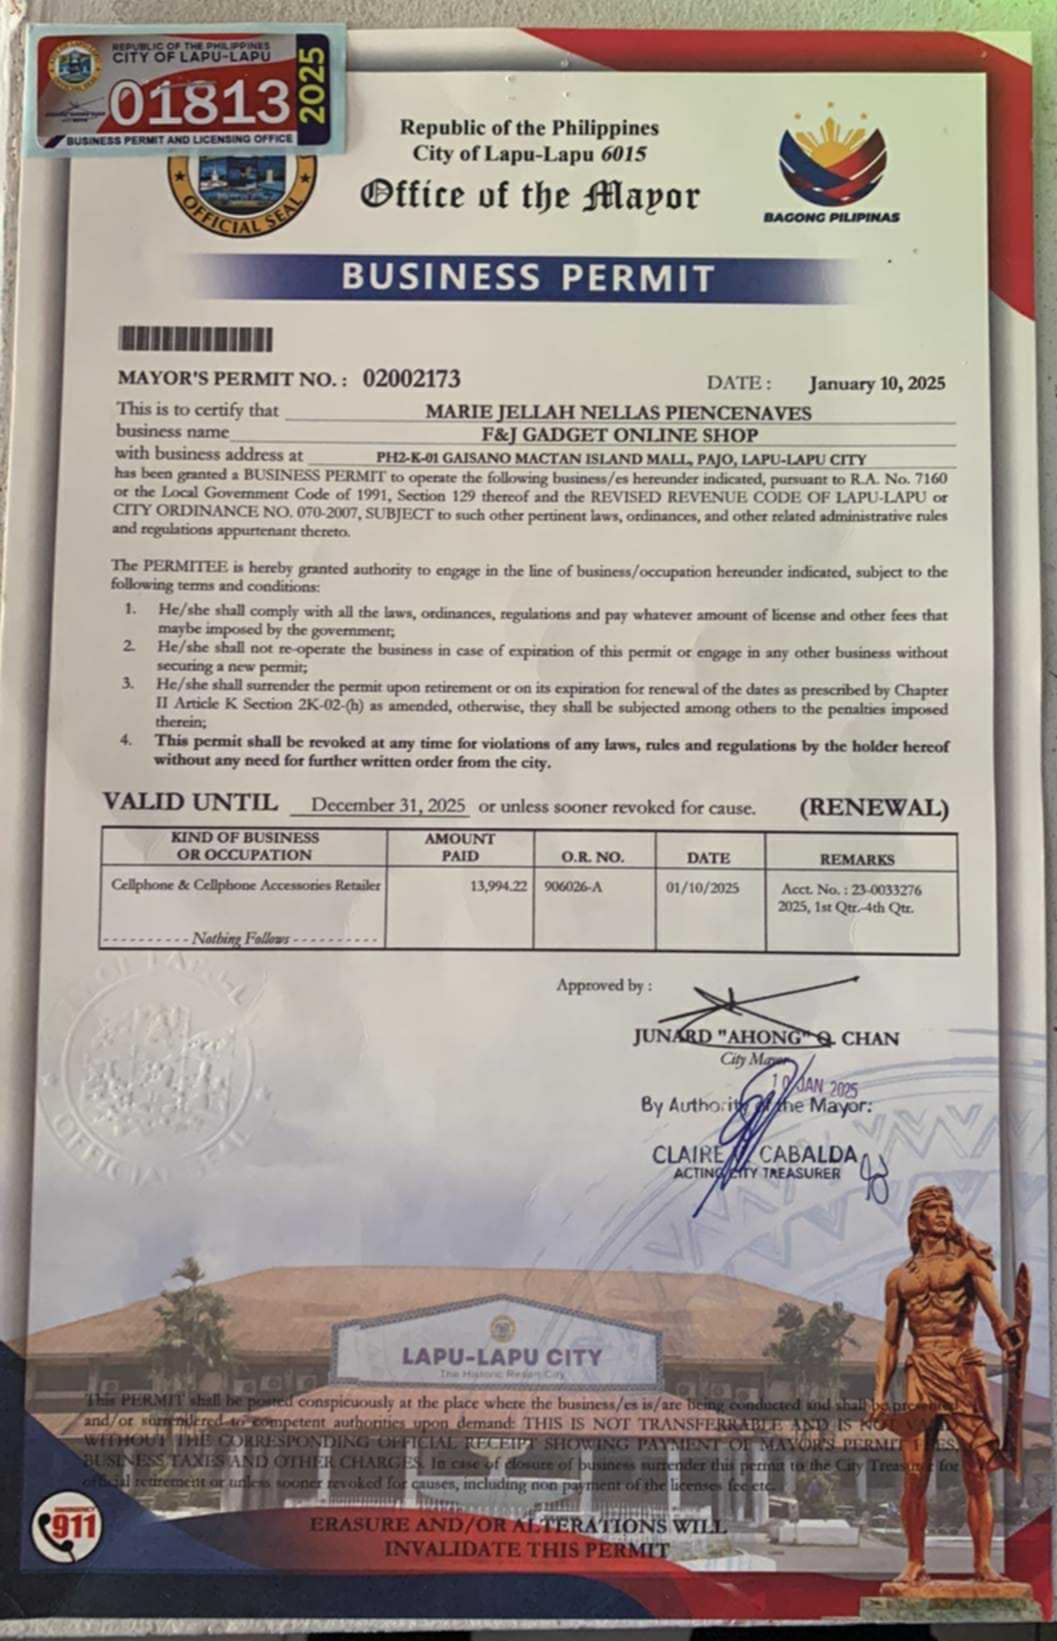 REPUBLIC OF THE PHILIPPINES
CITY OF LAPU-LAPU
01813
2025
BUSINESS PERMIT AND LICENSING OFFICE
OFFICIAL SEAL
Republic of the Philippines
City of Lapu-Lapu 6015
Office of the Mayor
BAGONG PILIPINAS
BUSINESS PERMIT
MAYOR'S PERMIT NO. : 02002173
DATE : January 10, 2025
This is to certify that MARIE JELLAH NELLAS PIENCENAVES
business name F&J GADGET ONLINE SHOP
with business address at PH2-K-01 GAISANO MACTAN ISLAND MALL, PAJO, LAPU-LAPU CITY
has been granted a BUSINESS PERMIT to operate the following business/es hereunder indicated, pursuant to R.A. No. 7160
or the Local Government Code of 1991, Section 129 thereof and the REVISED REVENUE CODE OF LAPU-LAPU or
CITY ORDINANCE NO. 070-2007, SUBJECT to such other pertinent laws, ordinances, and other related administrative rules
and regulations appurtenant thereto.
The PERMITEE is hereby granted authority to engage in the line of business/occupation hereunder indicated, subject to the
following terms and conditions:
1. He/she shall comply with all the laws, ordinances, regulations and pay whatever amount of license and other fees that
maybe imposed by the government;
2. He/she shall not re-operate the business in case of expiration of this permit or engage in any other business without
securing a new permit;
3. He/she shall surrender the permit upon retirement or on its expiration for renewal of the dates as prescribed by Chapter
II Article K Section 2K-02-(h) as amended, otherwise, they shall be subjected among others to the penalties imposed
therein;
4. This permit shall be revoked at any time for violations of any laws, rules and regulations by the holder hereof
without any need for further written order from the city.
VALID UNTIL December 31, 2025 or unless sooner revoked for cause. (RENEWAL)
KIND OF BUSINESS OR OCCUPATION
AMOUNT PAID
O.R. NO.
DATE
REMARKS
Cellphone & Cellphone Accessories Retailer
13,994.22
906026-A
01/10/2025
Acct. No. : 23-0033276
2025, 1st Qtr.-4th Qtr.
- - - - - - - - - - Nothing Follows - - - - - - - - - -
OFFICIAL SEAL
Approved by :
JUNARD "AHONG" Q. CHAN
City Mayor
10 JAN 2025
By Authority of the Mayor:
CLAIRE CABALDA
ACTING CITY TREASURER
LAPU-LAPU CITY
The Historic Resort City
This PERMIT shall be posted conspicuously at the place where the business/es is/are being conducted and shall be presented
and/or surrendered to competent authorities upon demand: THIS IS NOT TRANSFERRABLE AND IS NOT VALID
WITHOUT THE CORRESPONDING OFFICIAL RECEIPT SHOWING PAYMENT OF MAYOR'S PERMIT FEES,
BUSINESS TAXES AND OTHER CHARGES. In case of closure of business surrender this permit to the City Treasurer for
official retirement or unless sooner revoked for causes, including non payment of the licenses fee etc.
EMERGENCY
911
ERASURE AND/OR ALTERATIONS WILL
INVALIDATE THIS PERMIT